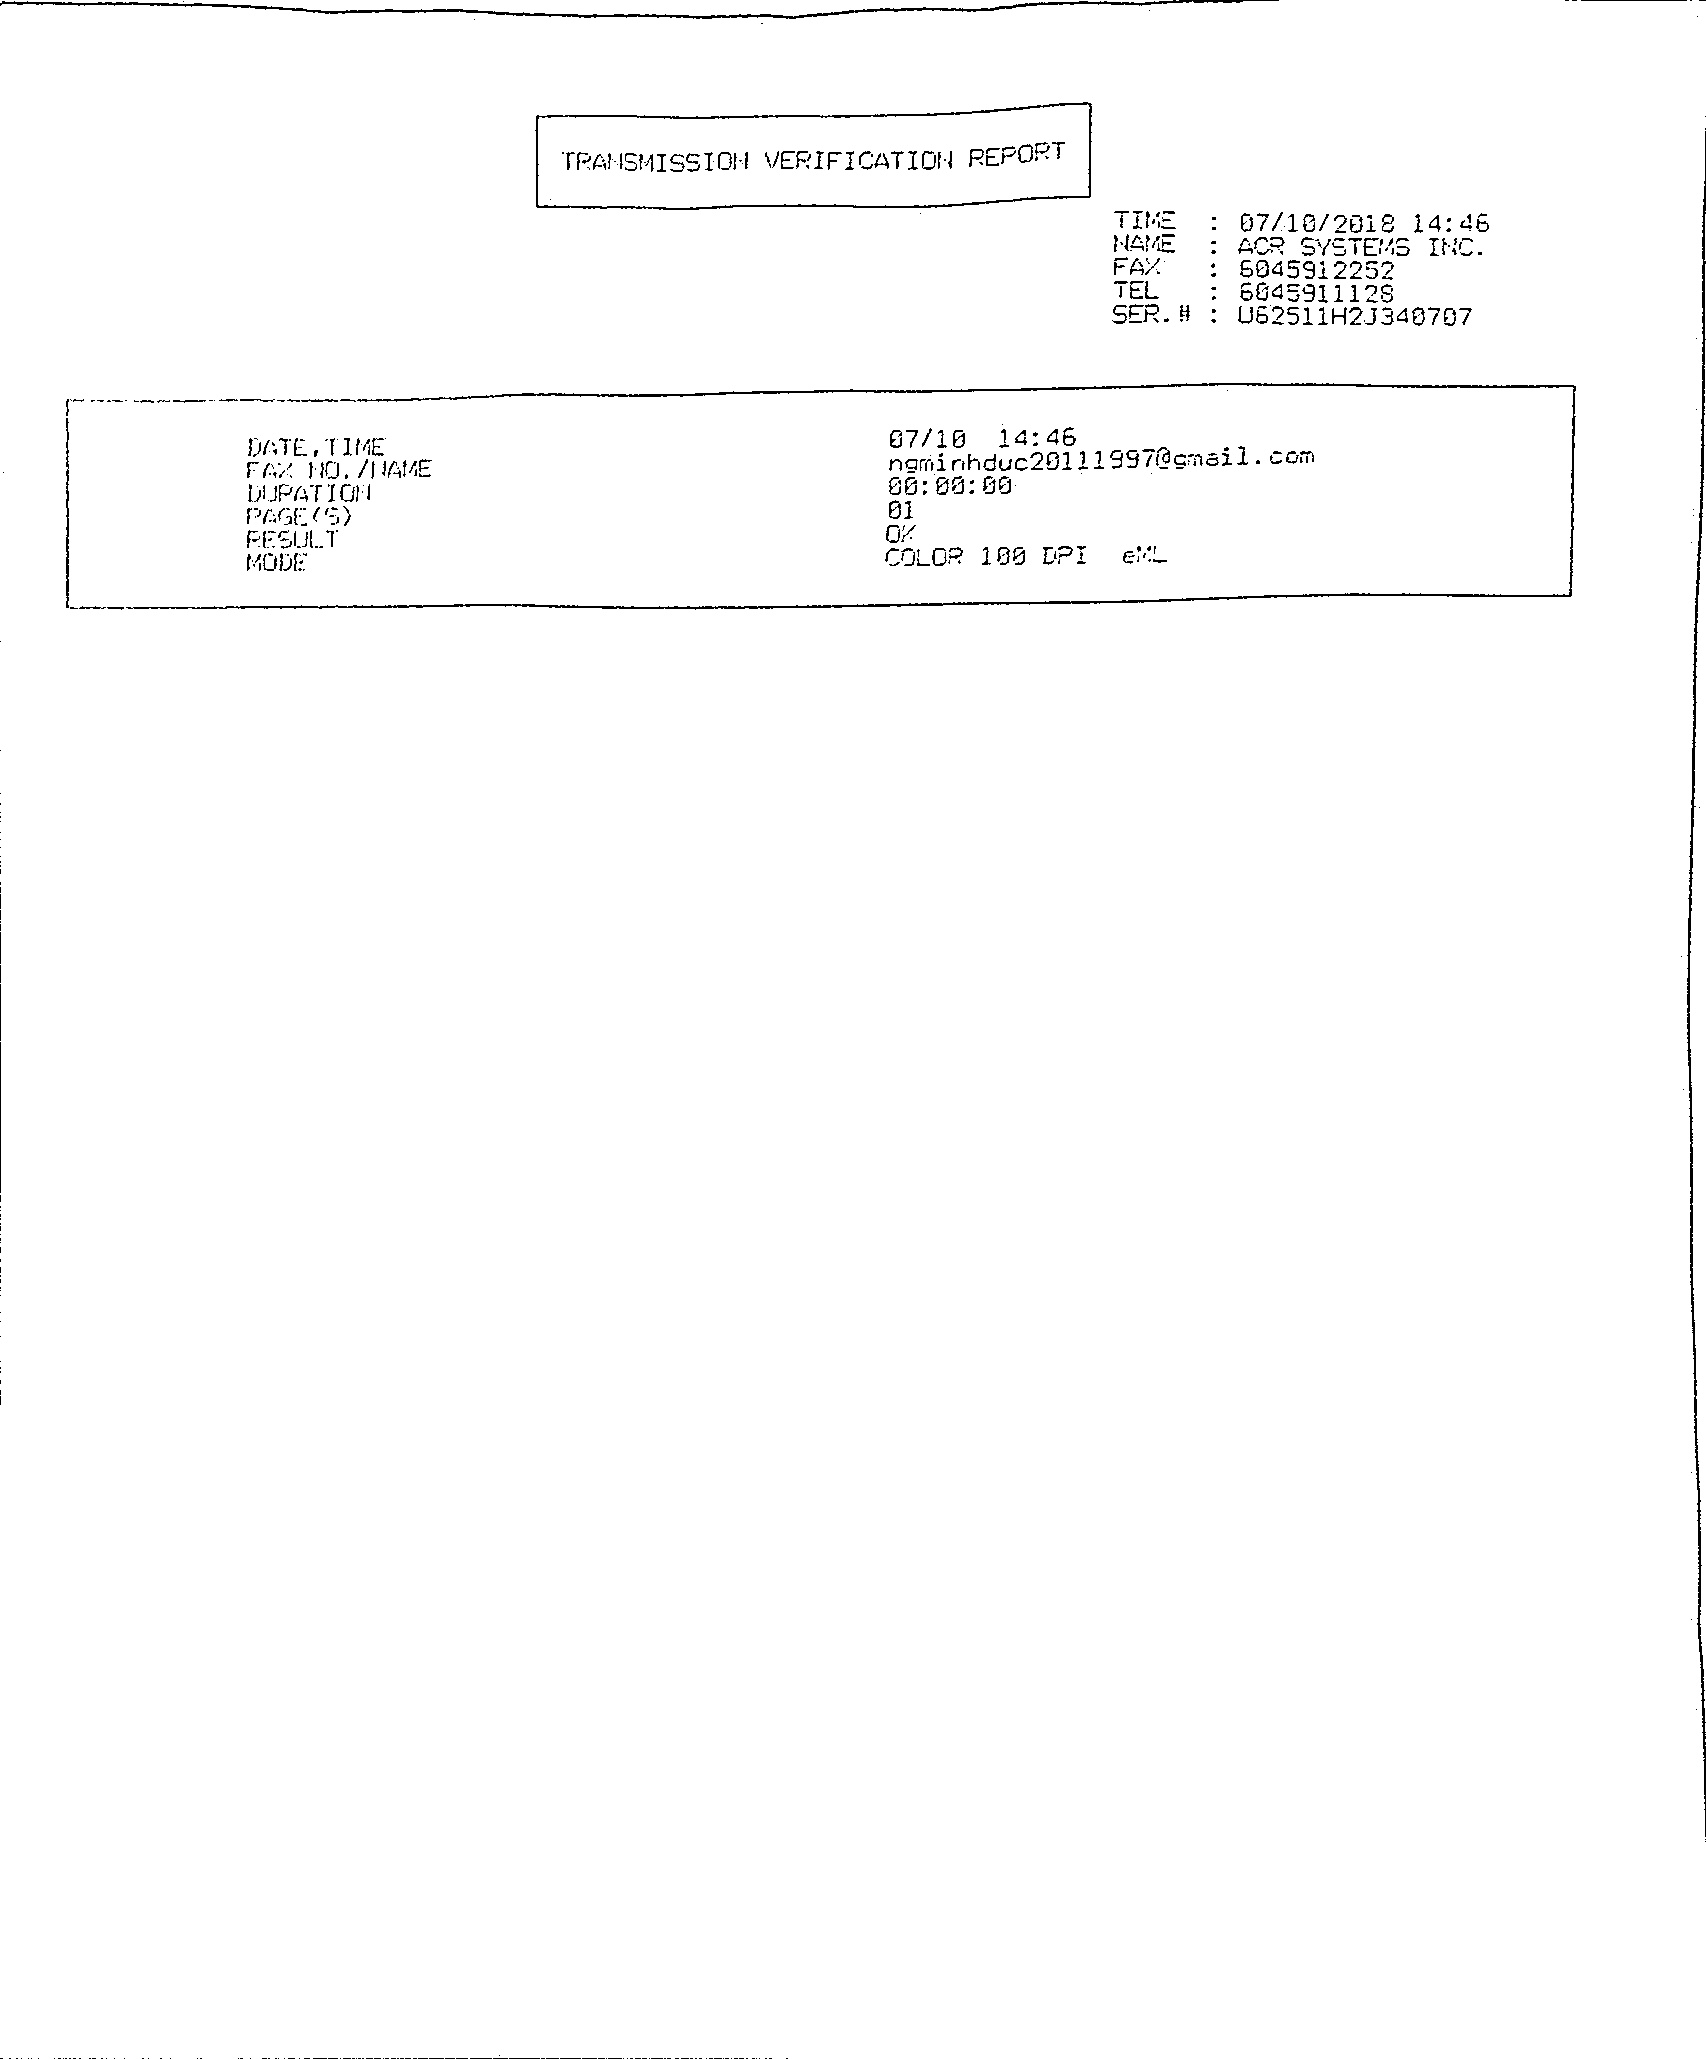 TRANSMISSION VERIFICATION REPORT
TIME : 07/10/2018 14:46
NAME : ACR SYSTEMS INC.
FAX : 6045912252
TEL : 6045911128
SER.# : U62511H2J340707
DATE,TIME 07/10 14:46
FAX NO./NAME ngminhduc20111997@gmail.com
DURATION 00:00:00
PAGE(S) 01
RESULT OK
MODE COLOR 100 DPI eML